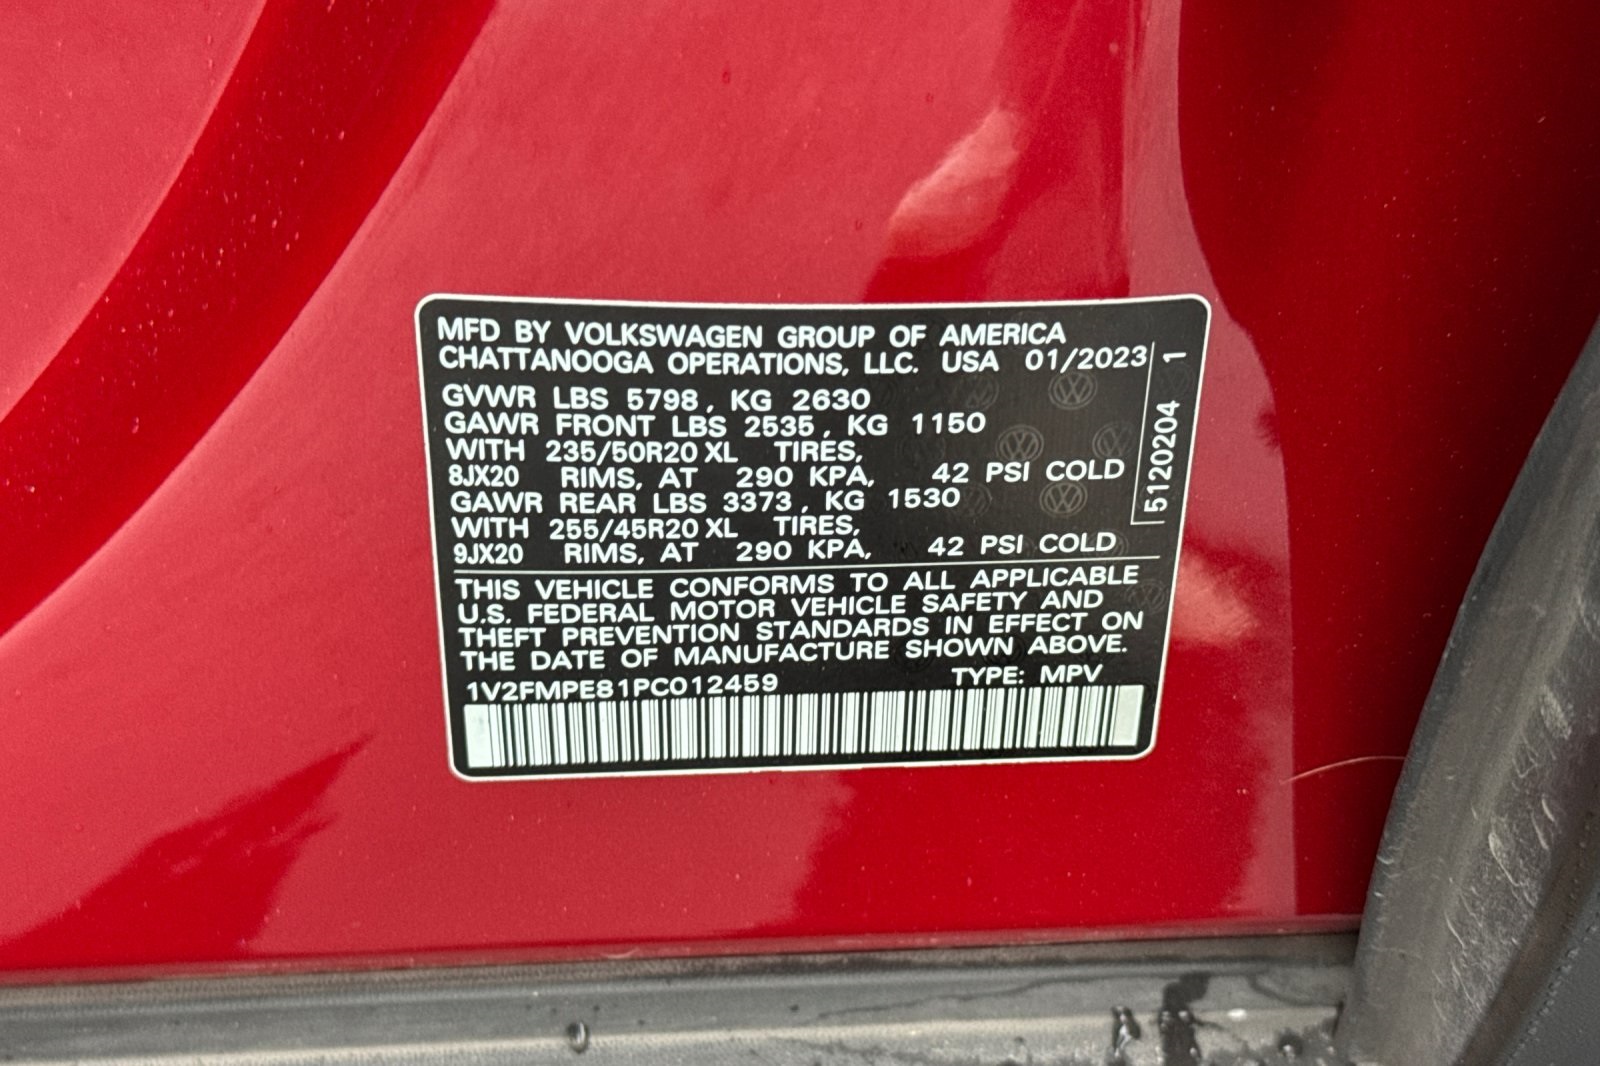 MFD BY VOLKSWAGEN GROUP OF AMERICA
CHATTANOOGA OPERATIONS, LLC. USA 01/2023
GVWR LBS 5798, KG 2630
GAWR FRONT LBS 2535, KG 1150
WITH 235/50R20 XL TIRES,
8JX20 RIMS, AT 290 KPA, 42 PSI COLD
GAWR REAR LBS 3373, KG 1530
WITH 255/45R20 XL TIRES,
9JX20 RIMS, AT 290 KPA, 42 PSI COLD
5120204 1
THIS VEHICLE CONFORMS TO ALL APPLICABLE
U.S. FEDERAL MOTOR VEHICLE SAFETY AND
THEFT PREVENTION STANDARDS IN EFFECT ON
THE DATE OF MANUFACTURE SHOWN ABOVE.
1V2FMPE81PC012459 TYPE: MPV